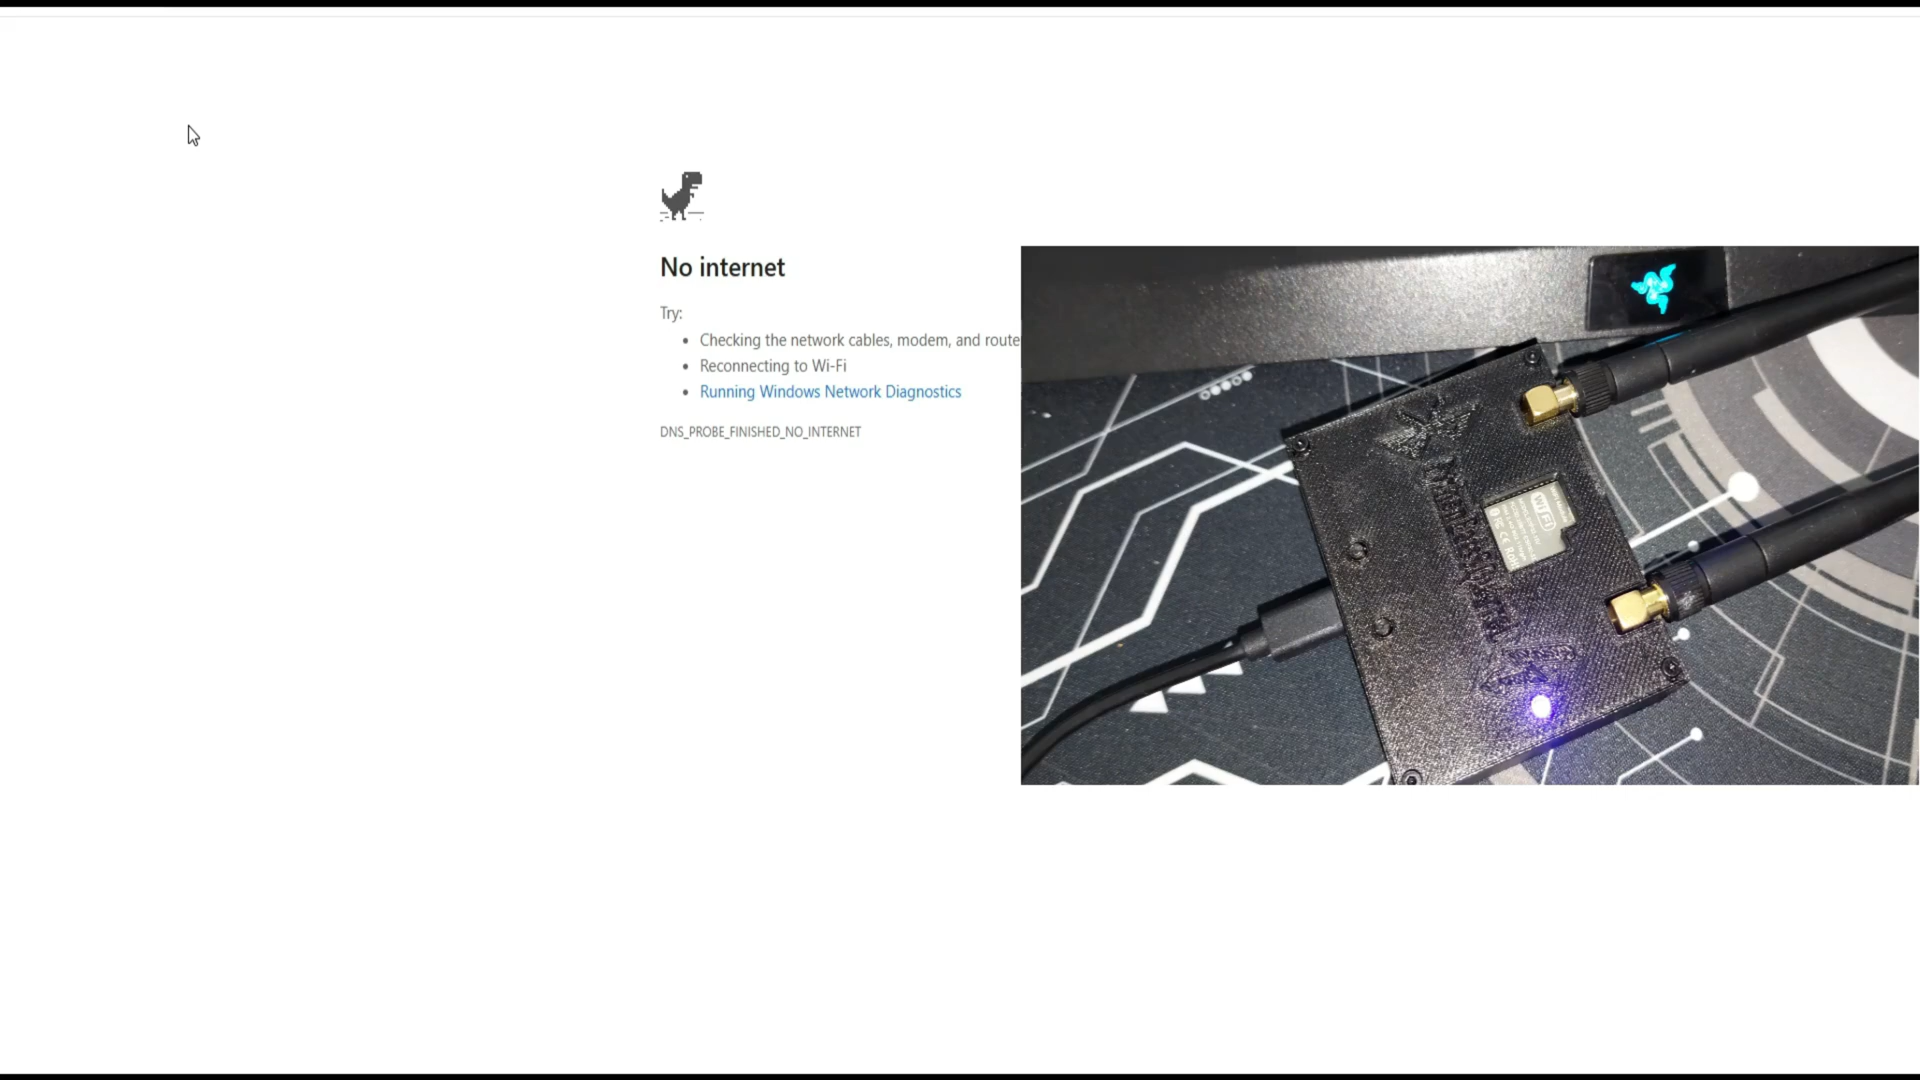 No internet
Try:
Checking the network cables, modem, and route
Reconnecting to Wi-Fi
Running Windows Network Diagnostics
DNS_PROBE_FINISHED_NO_INTERNET
WiFi